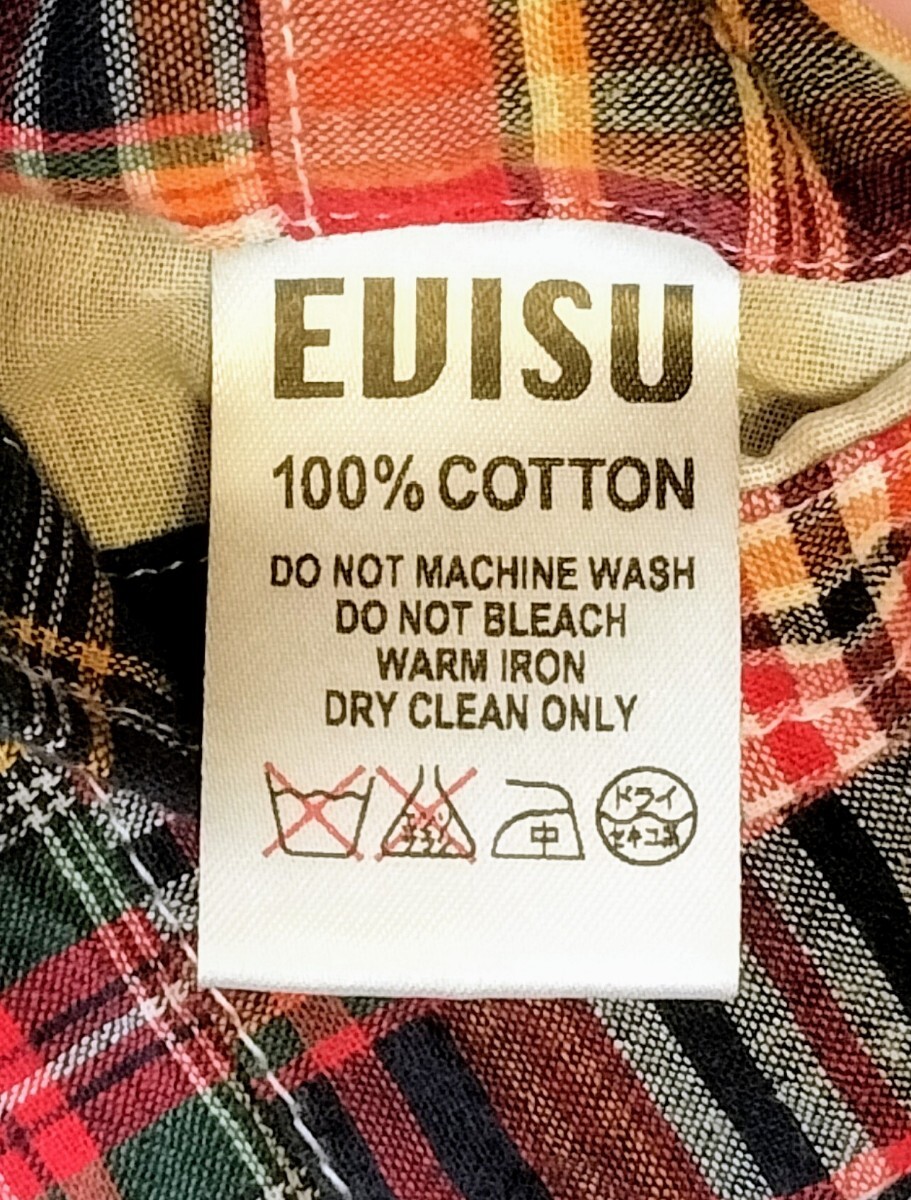 EVISU
100% COTTON
DO NOT MACHINE WASH
DO NOT BLEACH
WARM IRON
DRY CLEAN ONLY
中
ドライ